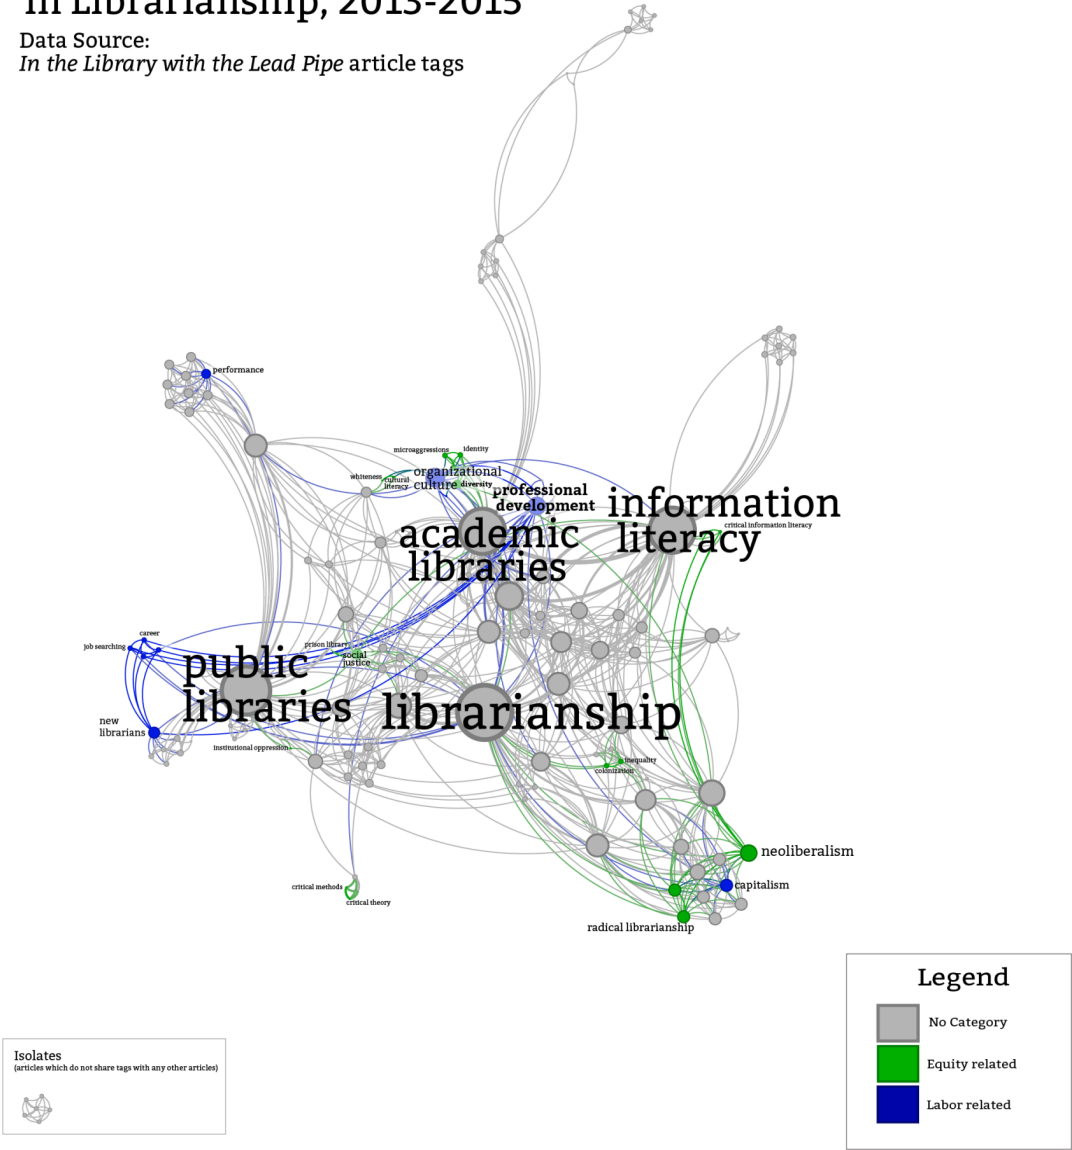 in Librarianship, 2013-2015
Data Source:
In the Library with the Lead Pipe article tags
performance
microaggressions
identity
whiteness
cultural
literacy
organizational
culture
diversity
professional
development
information
literacy
critical information literacy
academic
libraries
career
job searching
prison library
social
justice
public
libraries
librarianship
new
librarians
institutional oppression
inequality
colonization
neoliberalism
capitalism
critical methods
critical theory
radical librarianship
Legend
No Category
Equity related
Labor related
Isolates
(articles which do not share tags with any other articles)